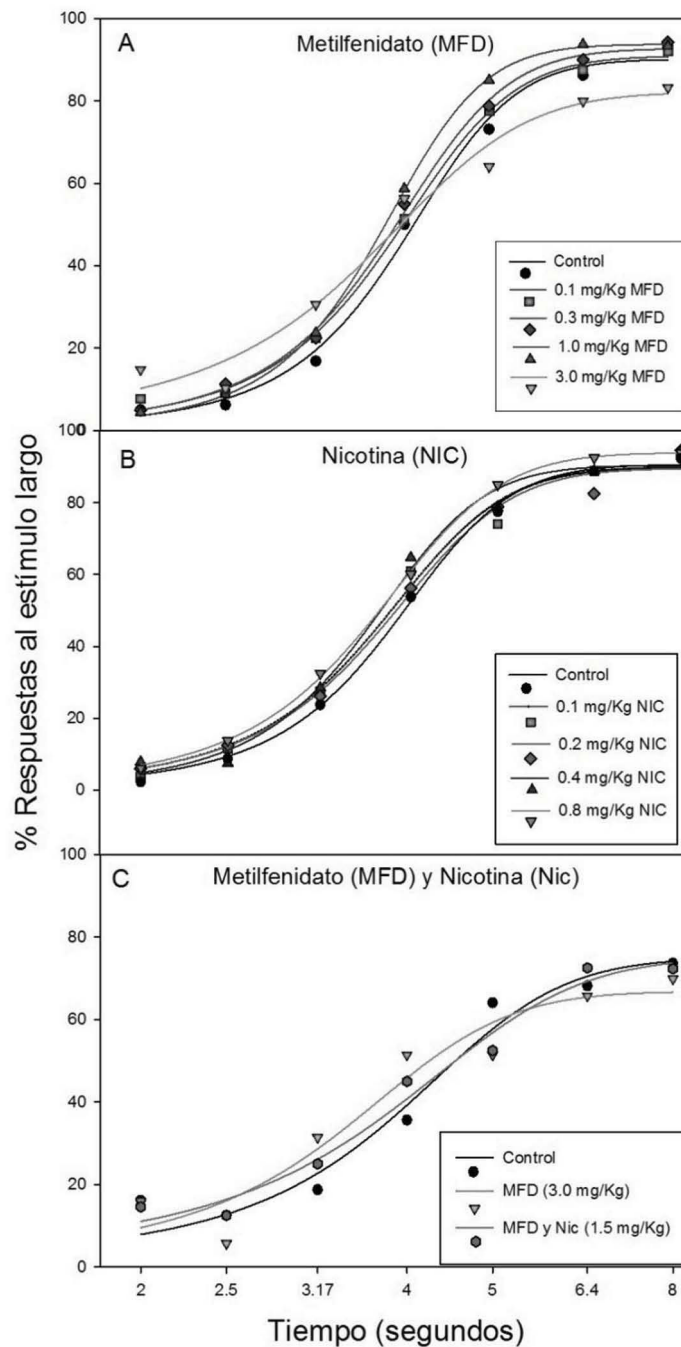 100
A
Metilfenidato (MFD)
80
60
40
20
Control
0.1 mg/Kg MFD
0.3 mg/Kg MFD
1.0 mg/Kg MFD
3.0 mg/Kg MFD
100
0
B
Nicotina (NIC)
80
60
40
20
0
Control
0.1 mg/Kg NIC
0.2 mg/Kg NIC
0.4 mg/Kg NIC
0.8 mg/Kg NIC
% Respuestas al estímulo largo
100
C
Metilfenidato (MFD) y Nicotina (Nic)
80
60
40
20
0
Control
MFD (3.0 mg/Kg)
MFD y Nic (1.5 mg/Kg)
2 2.5 3.17 4 5 6.4 8
Tiempo (segundos)